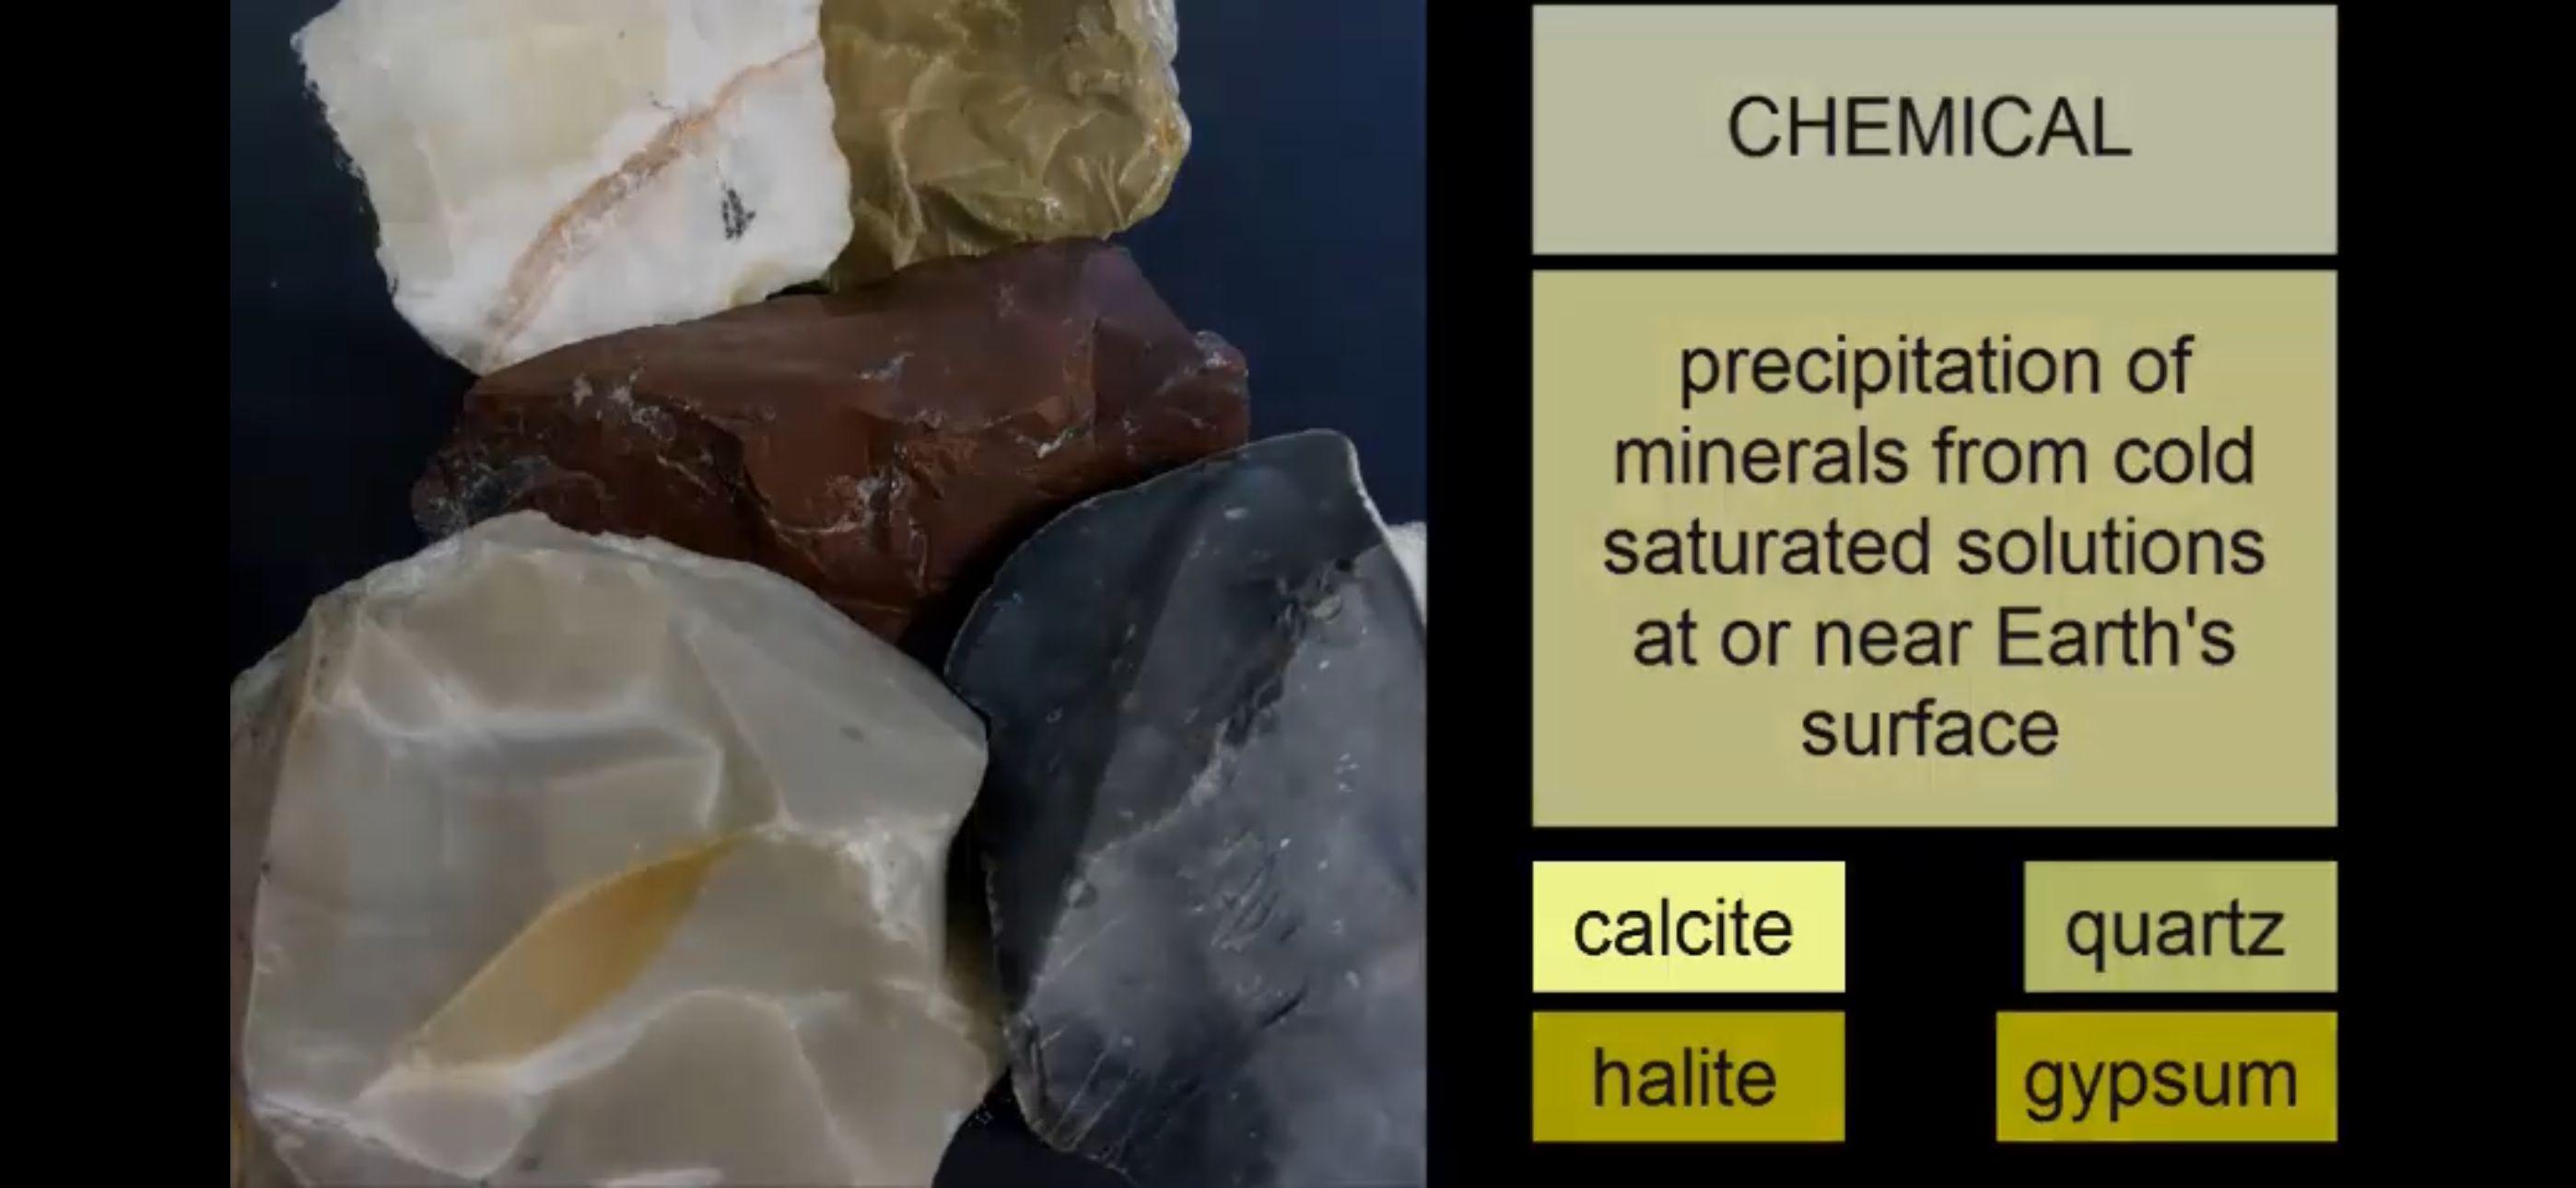 CHEMICAL
precipitation of
minerals from cold
saturated solutions
at or near Earth's
surface
calcite
quartz
halite
gypsum